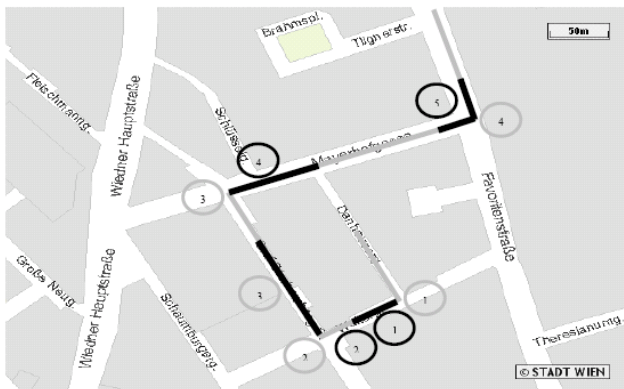 Brahmspl.
Tilgnerstr.
50m
Fleischmanng.
Wiedner Hauptstraße
Schlüsselg.
5
4
4
Mayerhofgasse
3
Favoritenstraße
Große Neug.
Wiedner Hauptstraße
Schaumburgerg.
3
1
1
2
2
Theresianumg.
© STADT WIEN